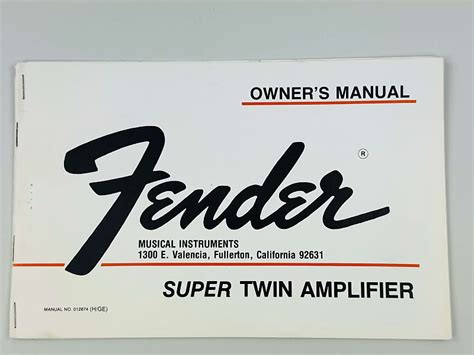 OWNER'S MANUAL
Fender ®
MUSICAL INSTRUMENTS
1300 E. Valencia, Fullerton, California 92631
SUPER TWIN AMPLIFIER
MANUAL NO. 012874 (H/GE)